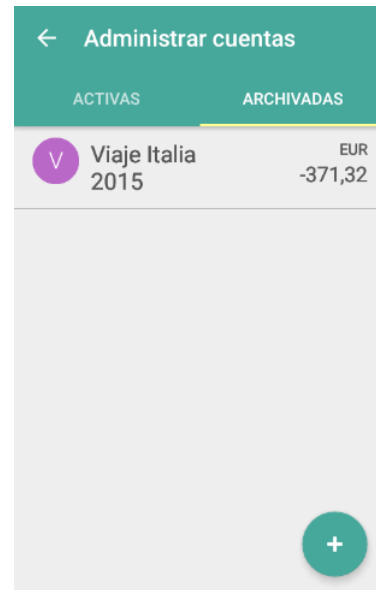 Administrar cuentas
ACTIVAS
ARCHIVADAS
V
Viaje Italia
2015
EUR
-371,32
+